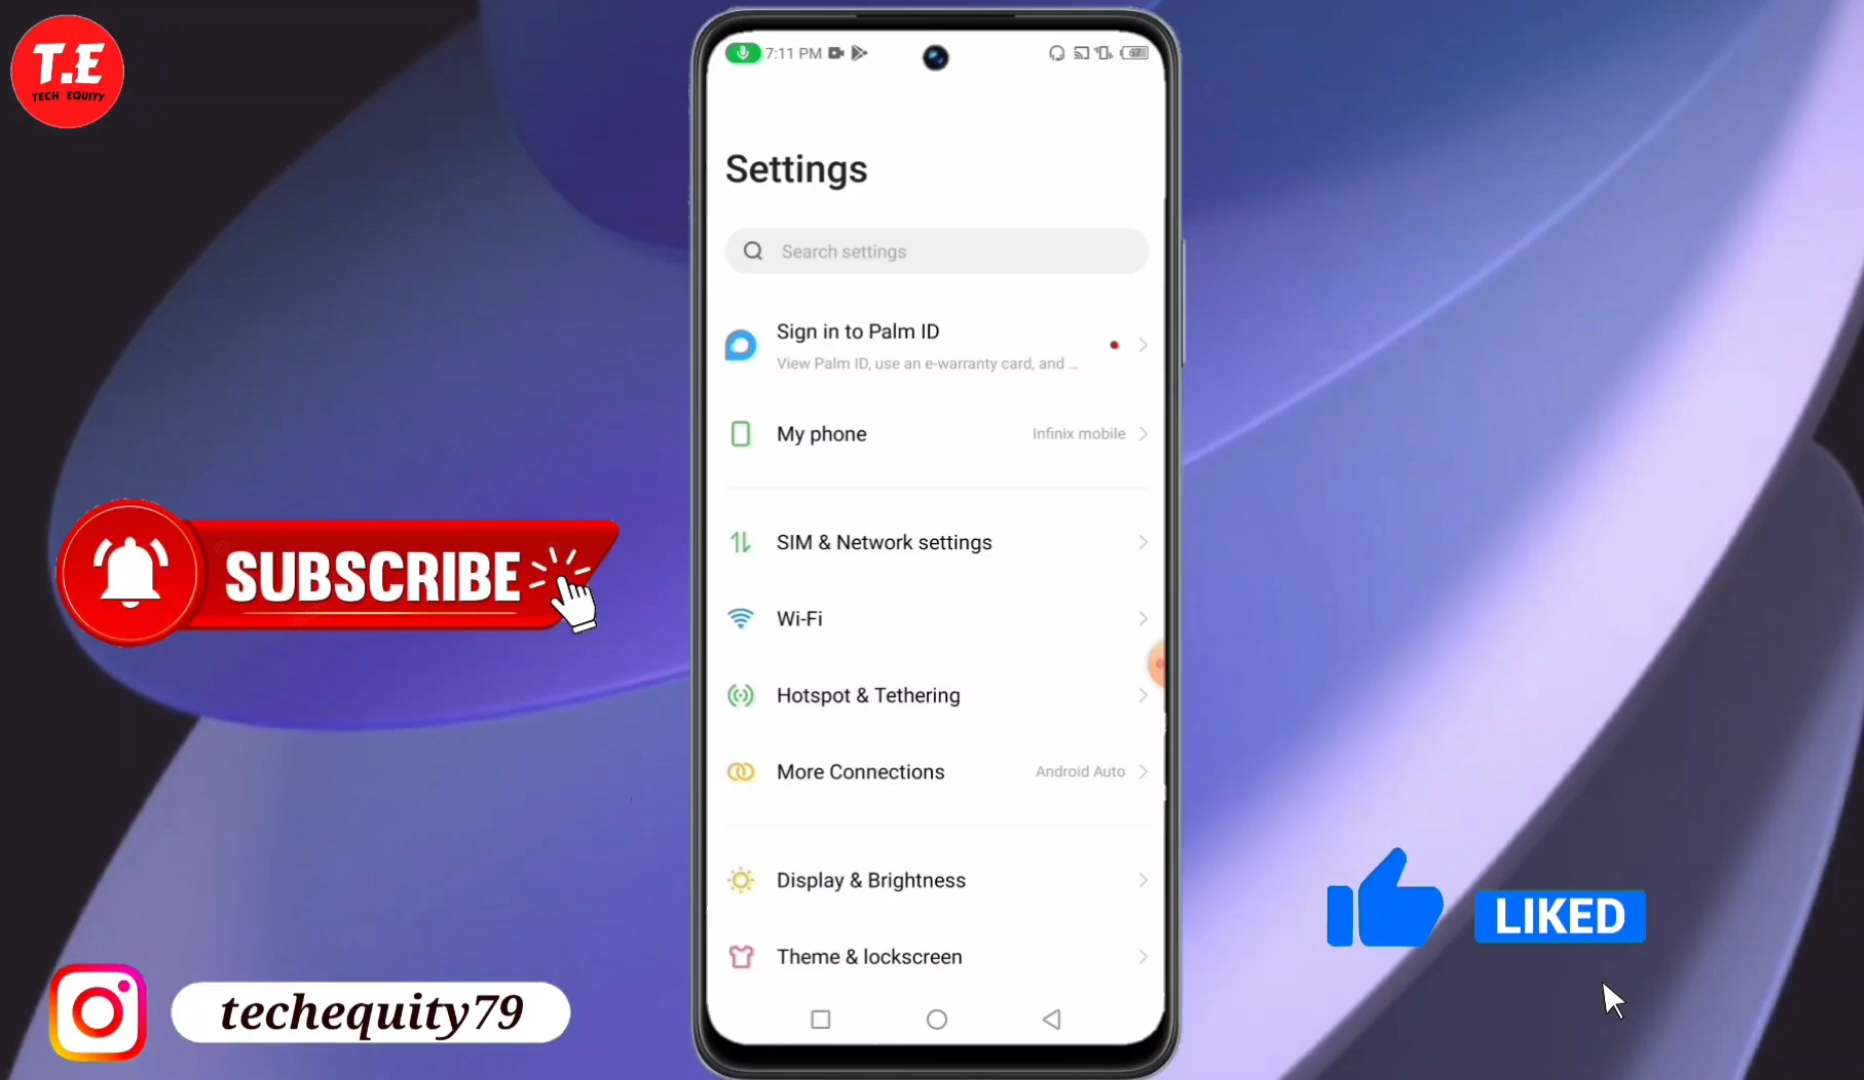 T.E
TECH EQUITY
7:11 PM
67
Settings
Search settings
Sign in to Palm ID
View Palm ID, use an e-warranty card, and ...
My phone
Infinix mobile
SIM & Network settings
Wi-Fi
Hotspot & Tethering
More Connections
Android Auto
Display & Brightness
Theme & lockscreen
SUBSCRIBE
LIKED
techequity79